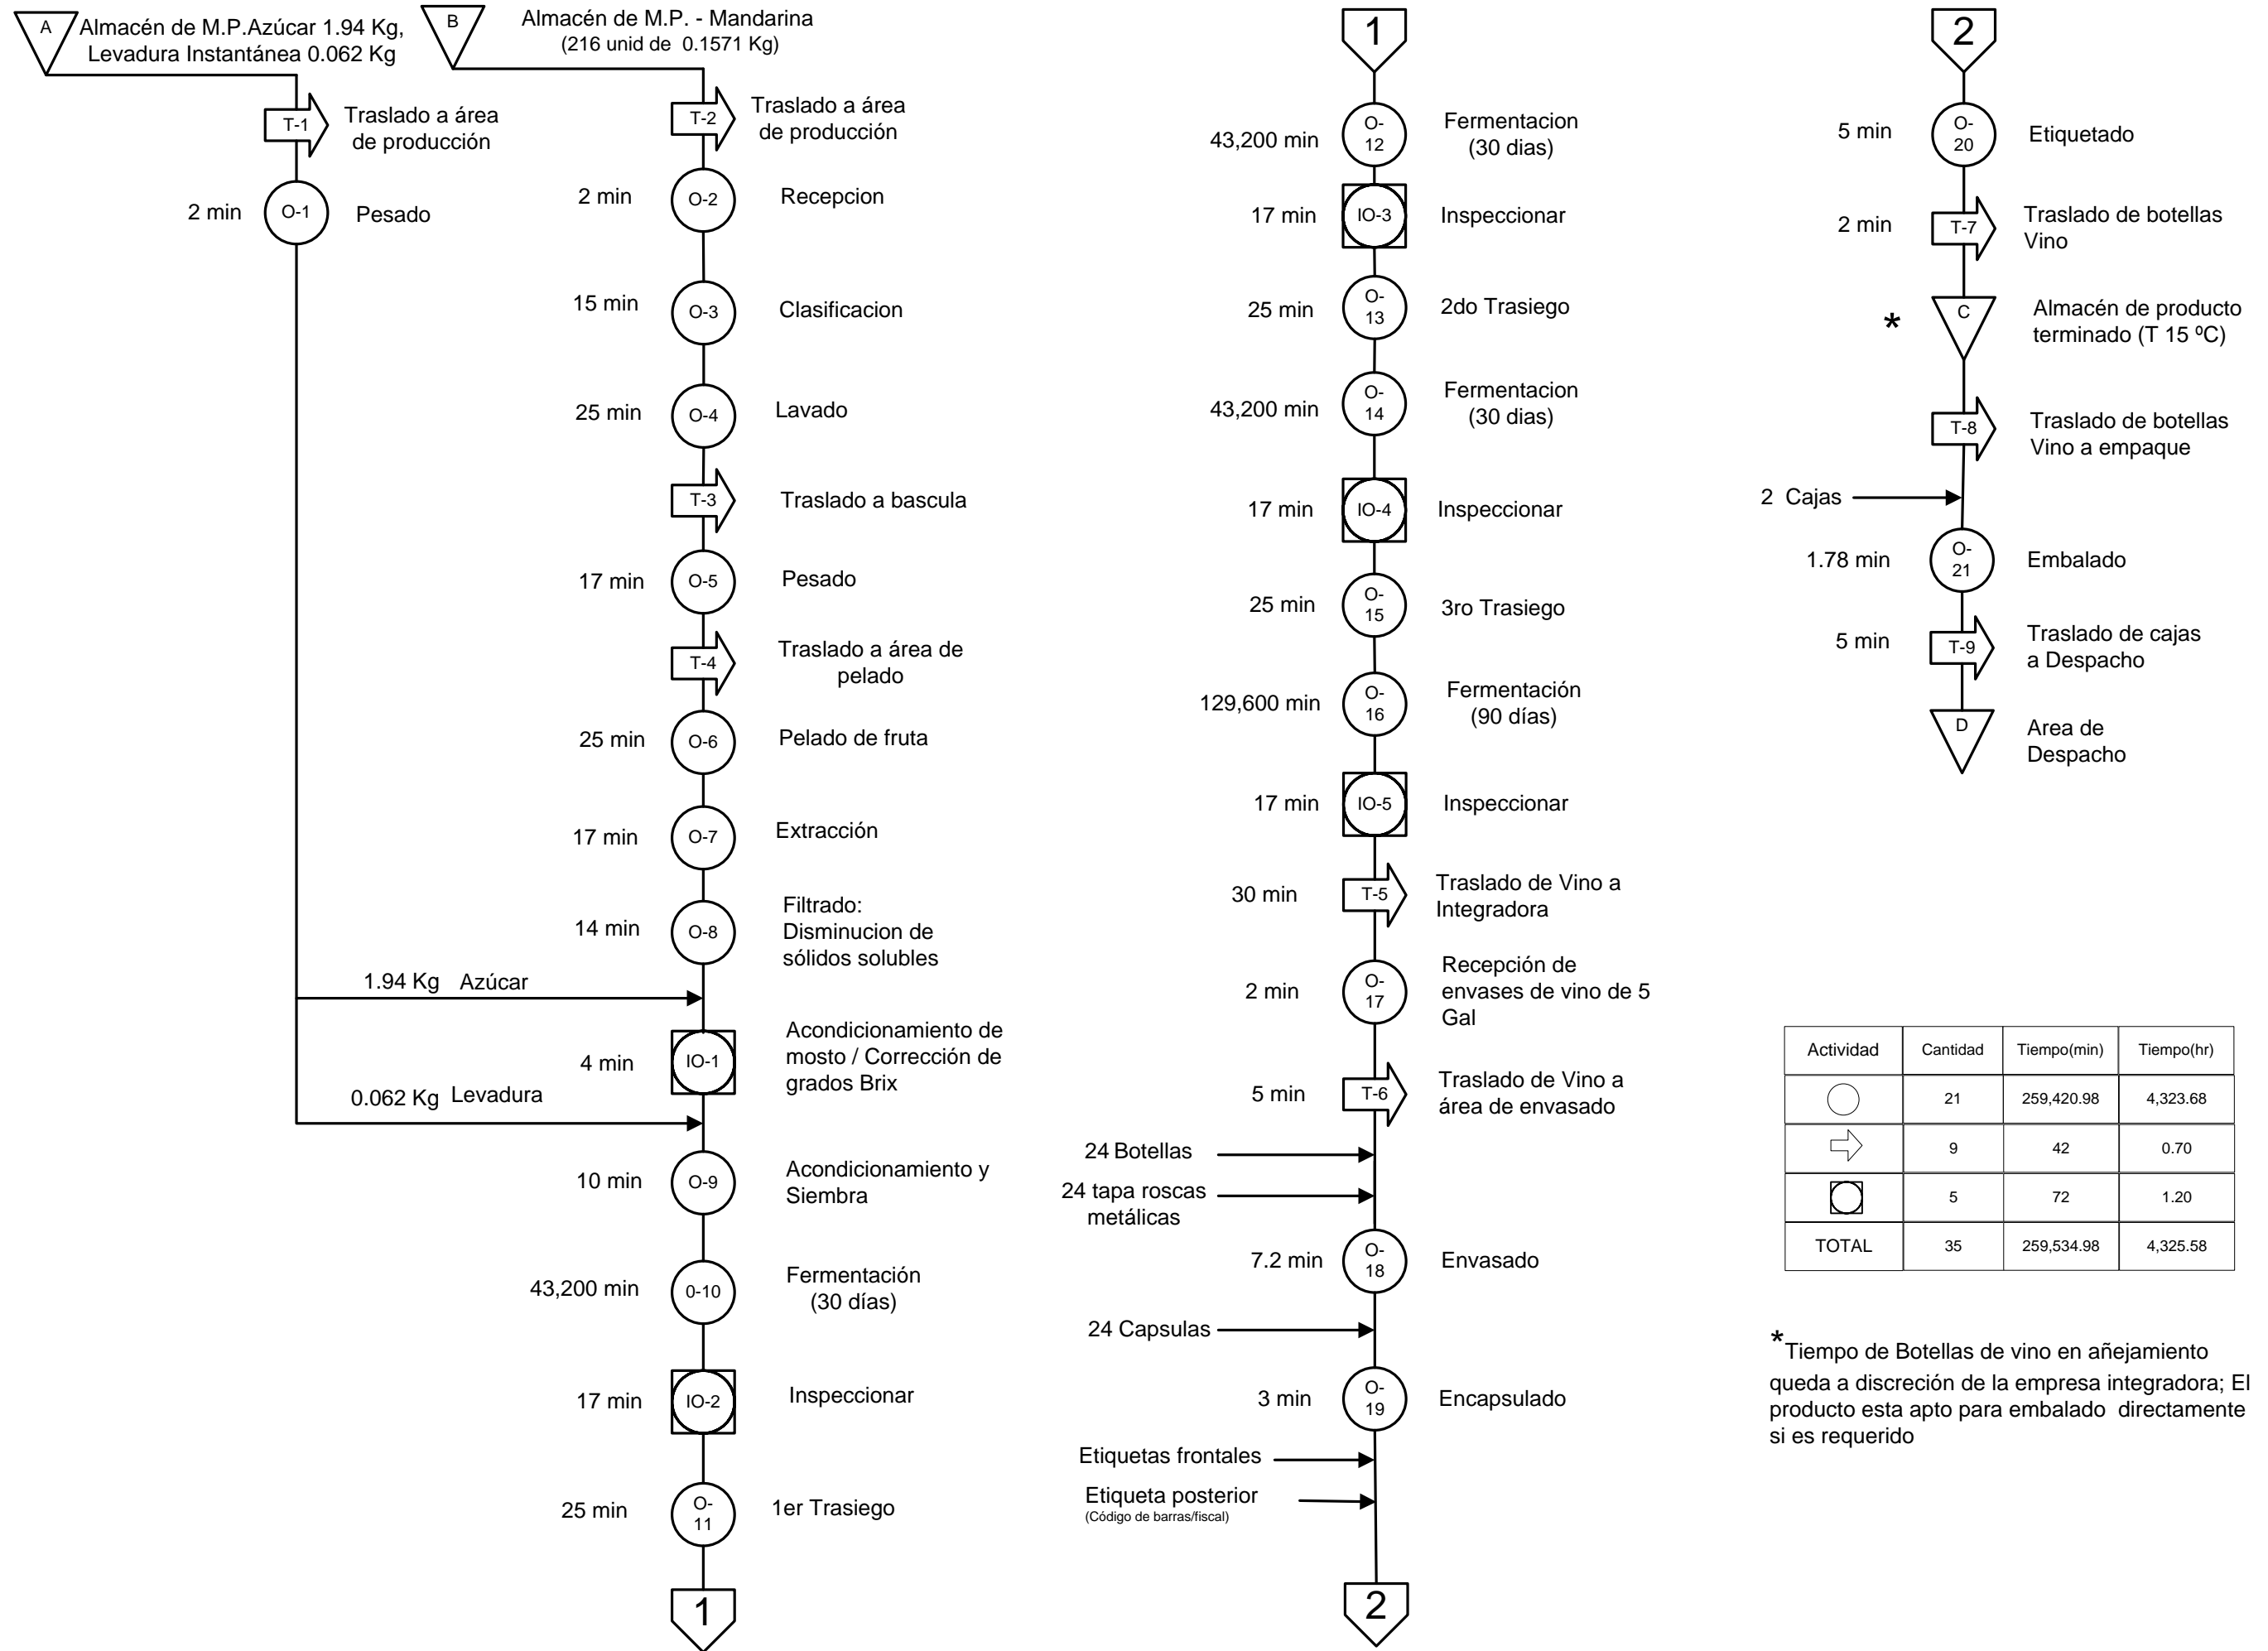 A
Almacén de M.P.Azúcar 1.94 Kg,
Levadura Instantánea 0.062 Kg
T-1
Traslado a área
de producción
2 min
O-1
Pesado
B
Almacén de M.P. - Mandarina
(216 unid de 0.1571 Kg)
T-2
Traslado a área
de producción
2 min
O-2
Recepcion
15 min
O-3
Clasificacion
25 min
O-4
Lavado
T-3
Traslado a bascula
17 min
O-5
Pesado
T-4
Traslado a área de
pelado
25 min
O-6
Pelado de fruta
17 min
O-7
Extracción
14 min
O-8
Filtrado:
Disminucion de
sólidos solubles
1.94 Kg Azúcar
4 min
IO-1
Acondicionamiento de
mosto / Corrección de
grados Brix
0.062 Kg Levadura
10 min
O-9
Acondicionamiento y
Siembra
43,200 min
0-10
Fermentación
(30 días)
17 min
IO-2
Inspeccionar
25 min
O-
11
1er Trasiego
1
1
43,200 min
O-
12
Fermentacion
(30 dias)
17 min
IO-3
Inspeccionar
25 min
O-
13
2do Trasiego
43,200 min
O-
14
Fermentacion
(30 dias)
17 min
IO-4
Inspeccionar
25 min
O-
15
3ro Trasiego
129,600 min
O-
16
Fermentación
(90 días)
17 min
IO-5
Inspeccionar
30 min
T-5
Traslado de Vino a
Integradora
2 min
O-
17
Recepción de
envases de vino de 5
Gal
5 min
T-6
Traslado de Vino a
área de envasado
24 Botellas
24 tapa roscas
metálicas
7.2 min
O-
18
Envasado
24 Capsulas
3 min
O-
19
Encapsulado
Etiquetas frontales
Etiqueta posterior
(Código de barras/fiscal)
2
2
5 min
O-
20
Etiquetado
2 min
T-7
Traslado de botellas
Vino
*
C
Almacén de producto
terminado (T 15 ºC)
T-8
Traslado de botellas
Vino a empaque
2 Cajas
1.78 min
O-
21
Embalado
5 min
T-9
Traslado de cajas
a Despacho
D
Area de
Despacho
Actividad Cantidad Tiempo(min) Tiempo(hr)
21 259,420.98 4,323.68
9 42 0.70
5 72 1.20
TOTAL 35 259,534.98 4,325.58
*Tiempo de Botellas de vino en añejamiento
queda a discreción de la empresa integradora; El
producto esta apto para embalado directamente
si es requerido